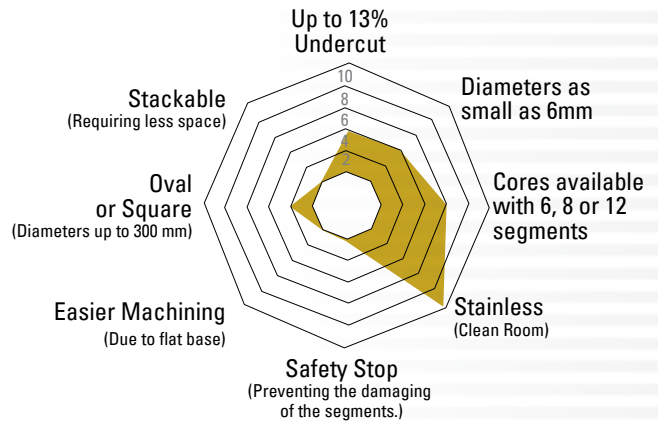 Up to 13%
Undercut
Diameters as
small as 6mm
Cores available
with 6, 8 or 12
segments
Stainless
(Clean Room)
Safety Stop
(Preventing the damaging
of the segments.)
Easier Machining
(Due to flat base)
Oval
or Square
(Diameters up to 300 mm)
Stackable
(Requiring less space)
10
8
6
4
2